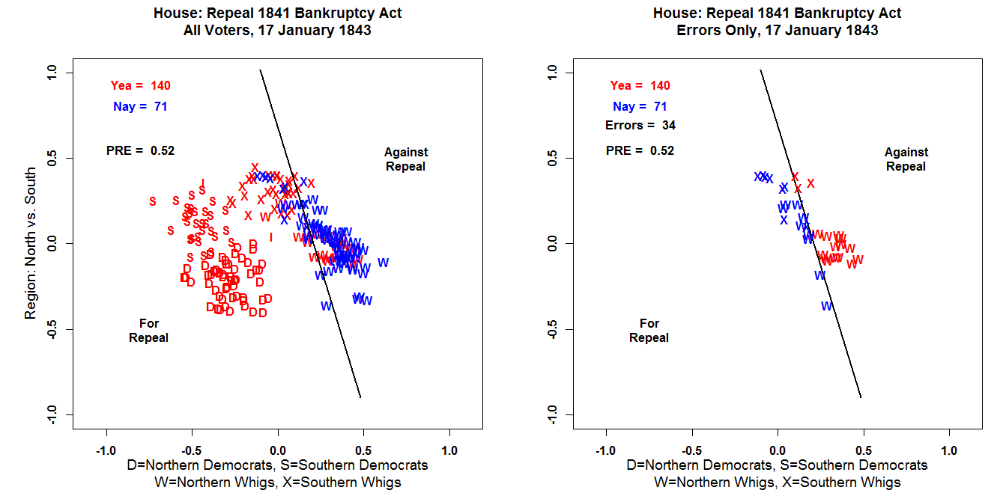 House: Repeal 1841 Bankruptcy Act
All Voters, 17 January 1843
Yea = 140
Nay = 71
PRE = 0.52
Against
Repeal
For
Repeal
Region: North vs. South
1.0
0.5
0.0
-0.5
-1.0
-1.0 -0.5 0.0 0.5 1.0
D=Northern Democrats, S=Southern Democrats
W=Northern Whigs, X=Southern Whigs
House: Repeal 1841 Bankruptcy Act
Errors Only, 17 January 1843
Yea = 140
Nay = 71
Errors = 34
PRE = 0.52
Against
Repeal
For
Repeal
1.0
0.5
0.0
-0.5
-1.0
-1.0 -0.5 0.0 0.5 1.0
D=Northern Democrats, S=Southern Democrats
W=Northern Whigs, X=Southern Whigs